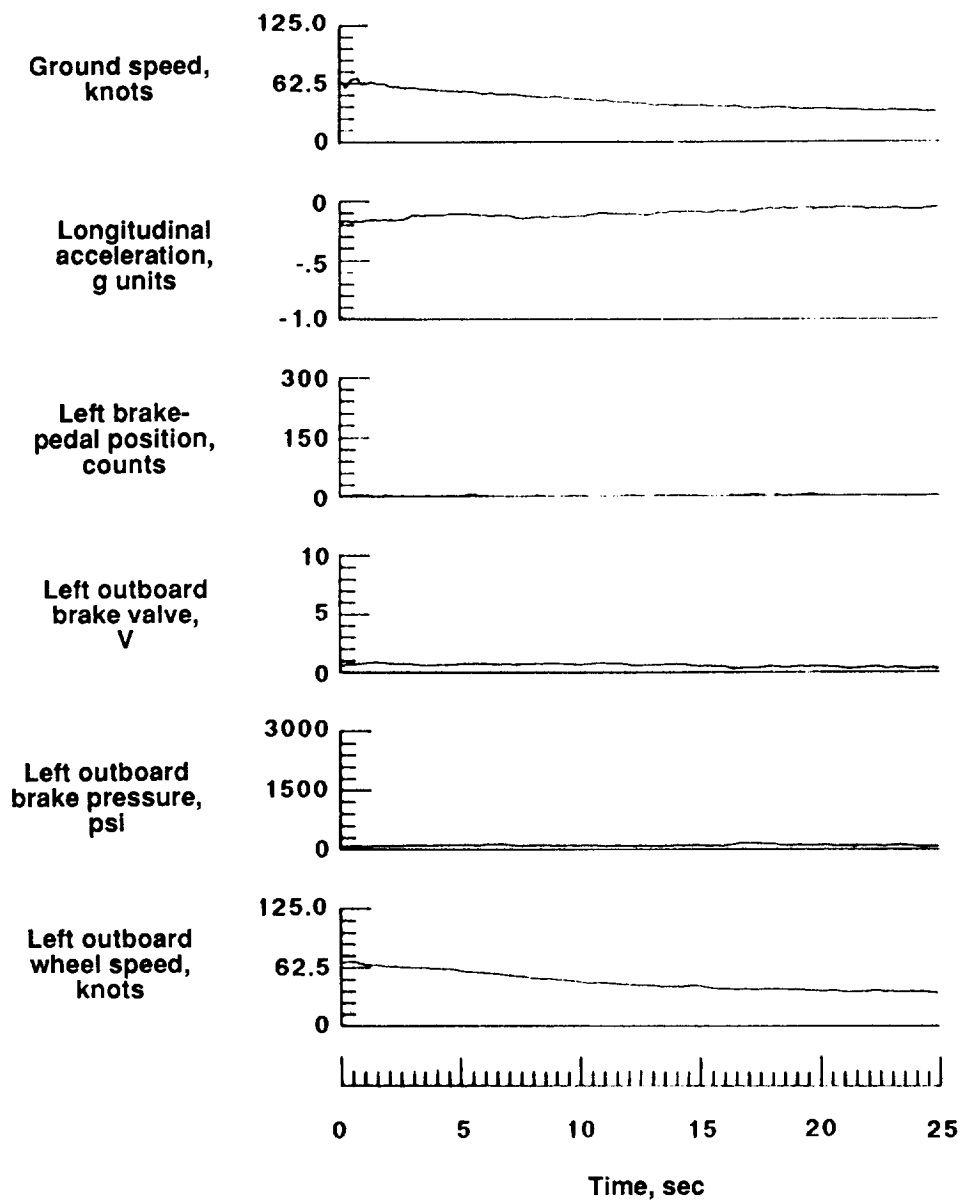 Ground speed,
knots
125.0
62.5
0
Longitudinal
acceleration,
g units
0
-.5
-1.0
Left brake-
pedal position,
counts
300
150
0
Left outboard
brake valve,
V
10
5
0
Left outboard
brake pressure,
psi
3000
1500
0
Left outboard
wheel speed,
knots
125.0
62.5
0
0 5 10 15 20 25
Time, sec